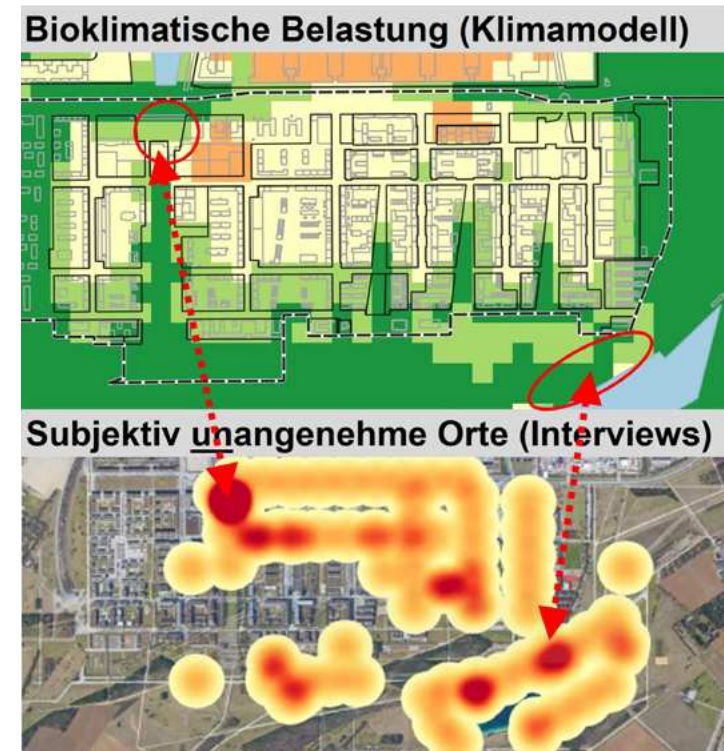 Bioklimatische Belastung (Klimamodell)
Subjektiv unangenehme Orte (Interviews)